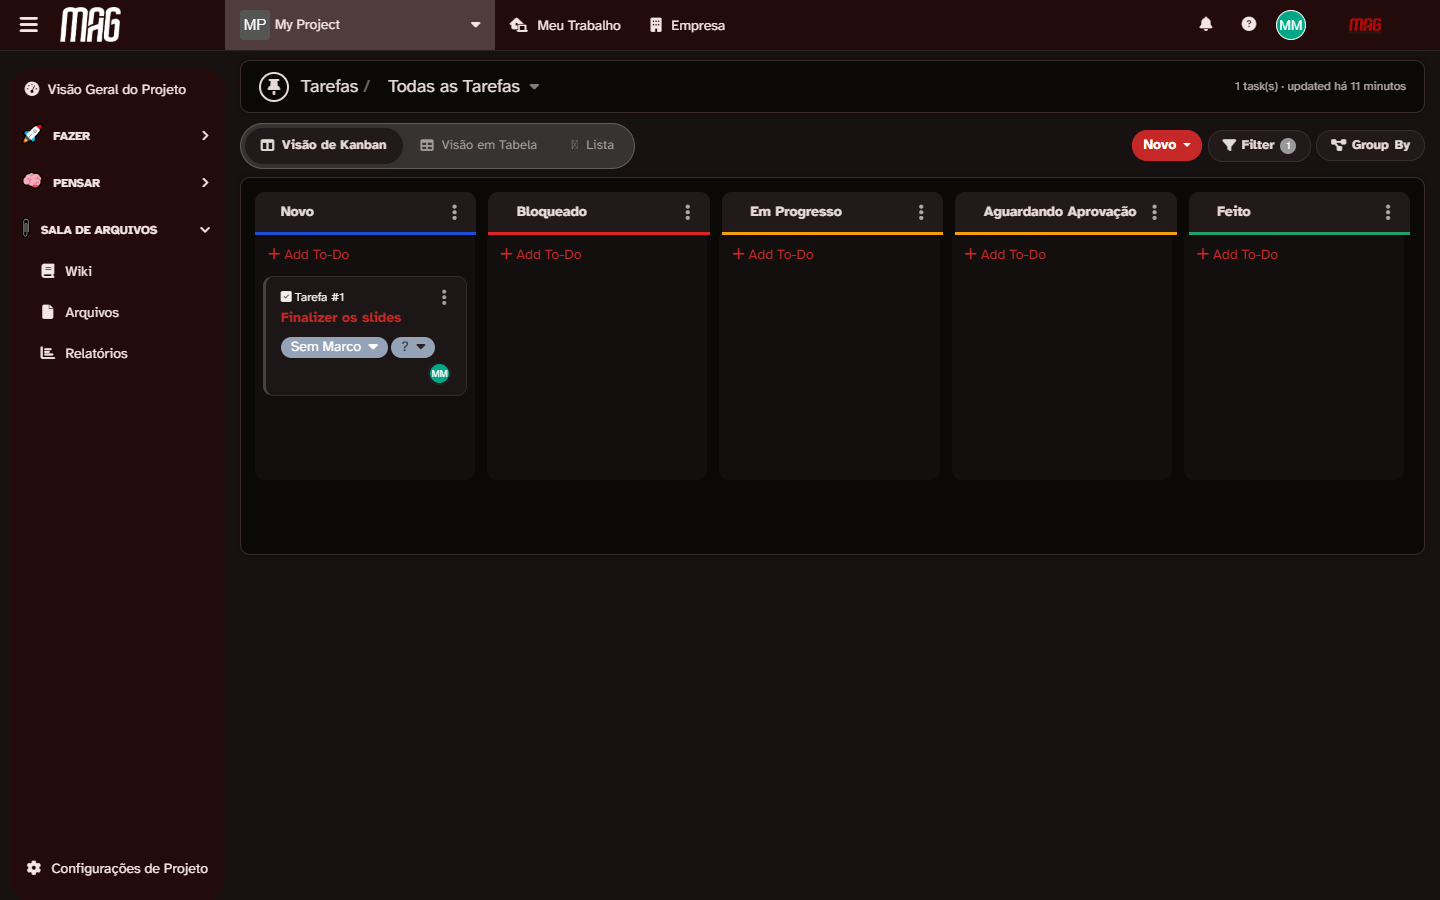 MAG
MP My Project
Meu Trabalho
Empresa
MM
MAG
Visão Geral do Projeto
FAZER
PENSAR
SALA DE ARQUIVOS
Wiki
Arquivos
Relatórios
Configurações de Projeto
Tarefas / Todas as Tarefas
1 task(s) · updated há 11 minutos
Visão de Kanban
Visão em Tabela
Lista
Novo
Filter 1
Group By
Novo
Bloqueado
Em Progresso
Aguardando Aprovação
Feito
+ Add To-Do
+ Add To-Do
+ Add To-Do
+ Add To-Do
+ Add To-Do
Tarefa #1
Finalizer os slides
Sem Marco
?
MM